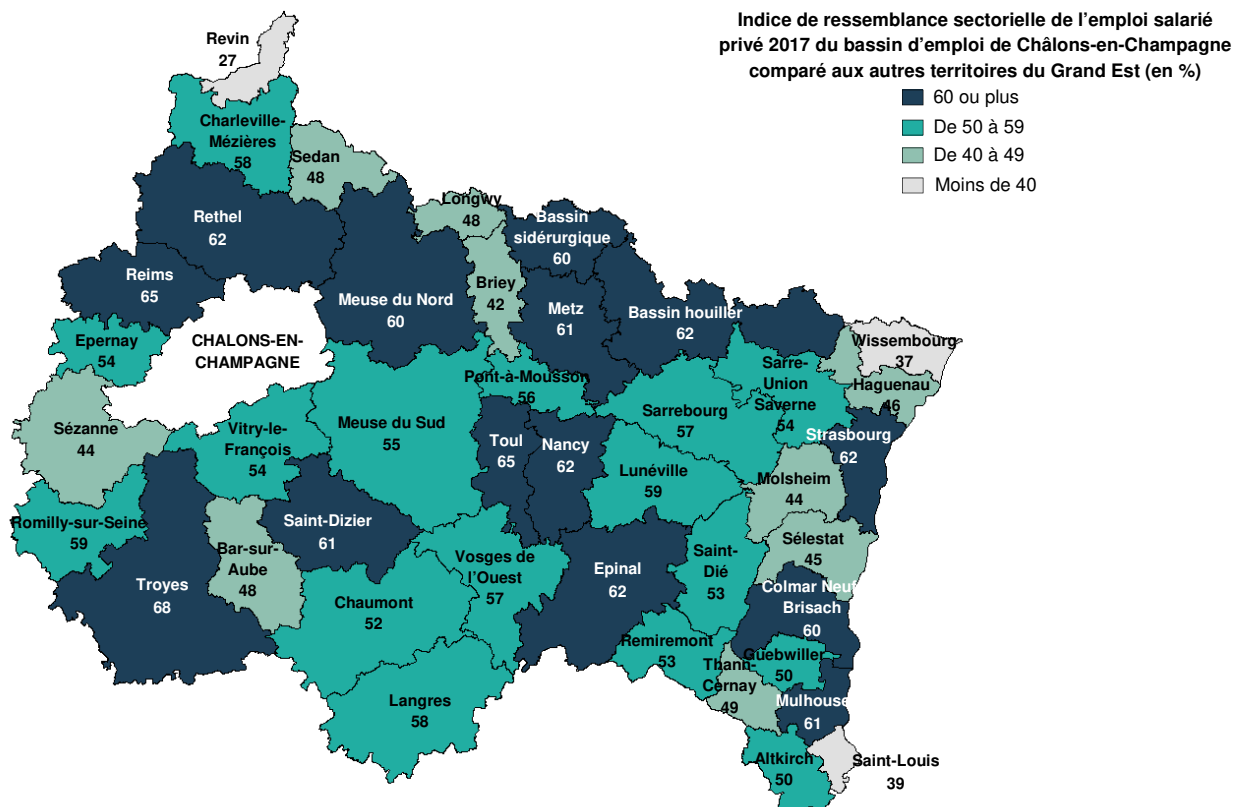 Indice de ressemblance sectorielle de l'emploi salarié
privé 2017 du bassin d'emploi de Châlons-en-Champagne
comparé aux autres territoires du Grand Est (en %)
60 ou plus
De 50 à 59
De 40 à 49
Moins de 40
Revin
27
Charleville-
Mézières
58
Sedan
48
Rethel
62
Longwy
48
Bassin
sidérurgique
60
Reims
65
Meuse du Nord
60
Briey
42
Metz
61
Bassin houiller
62
Epernay
54
CHALONS-EN-
CHAMPAGNE
Wissembourg
37
Pont-à-Mousson
56
Sarre-
Union
Saverne
54
Haguenau
46
Sézanne
44
Vitry-le-
François
54
Meuse du Sud
55
Toul
65
Nancy
62
Sarrebourg
57
Strasbourg
62
Lunéville
59
Molsheim
44
Romilly-sur-Seine
59
Saint-Dizier
61
Sélestat
45
Troyes
68
Bar-sur-
Aube
48
Vosges de
l'Ouest
57
Epinal
62
Saint-
Dié
53
Colmar Neuf
Brisach
60
Chaumont
52
Remiremont
53
Guebwiller
50
Thann-
Cernay
49
Langres
58
Mulhouse
61
Altkirch
50
Saint-Louis
39